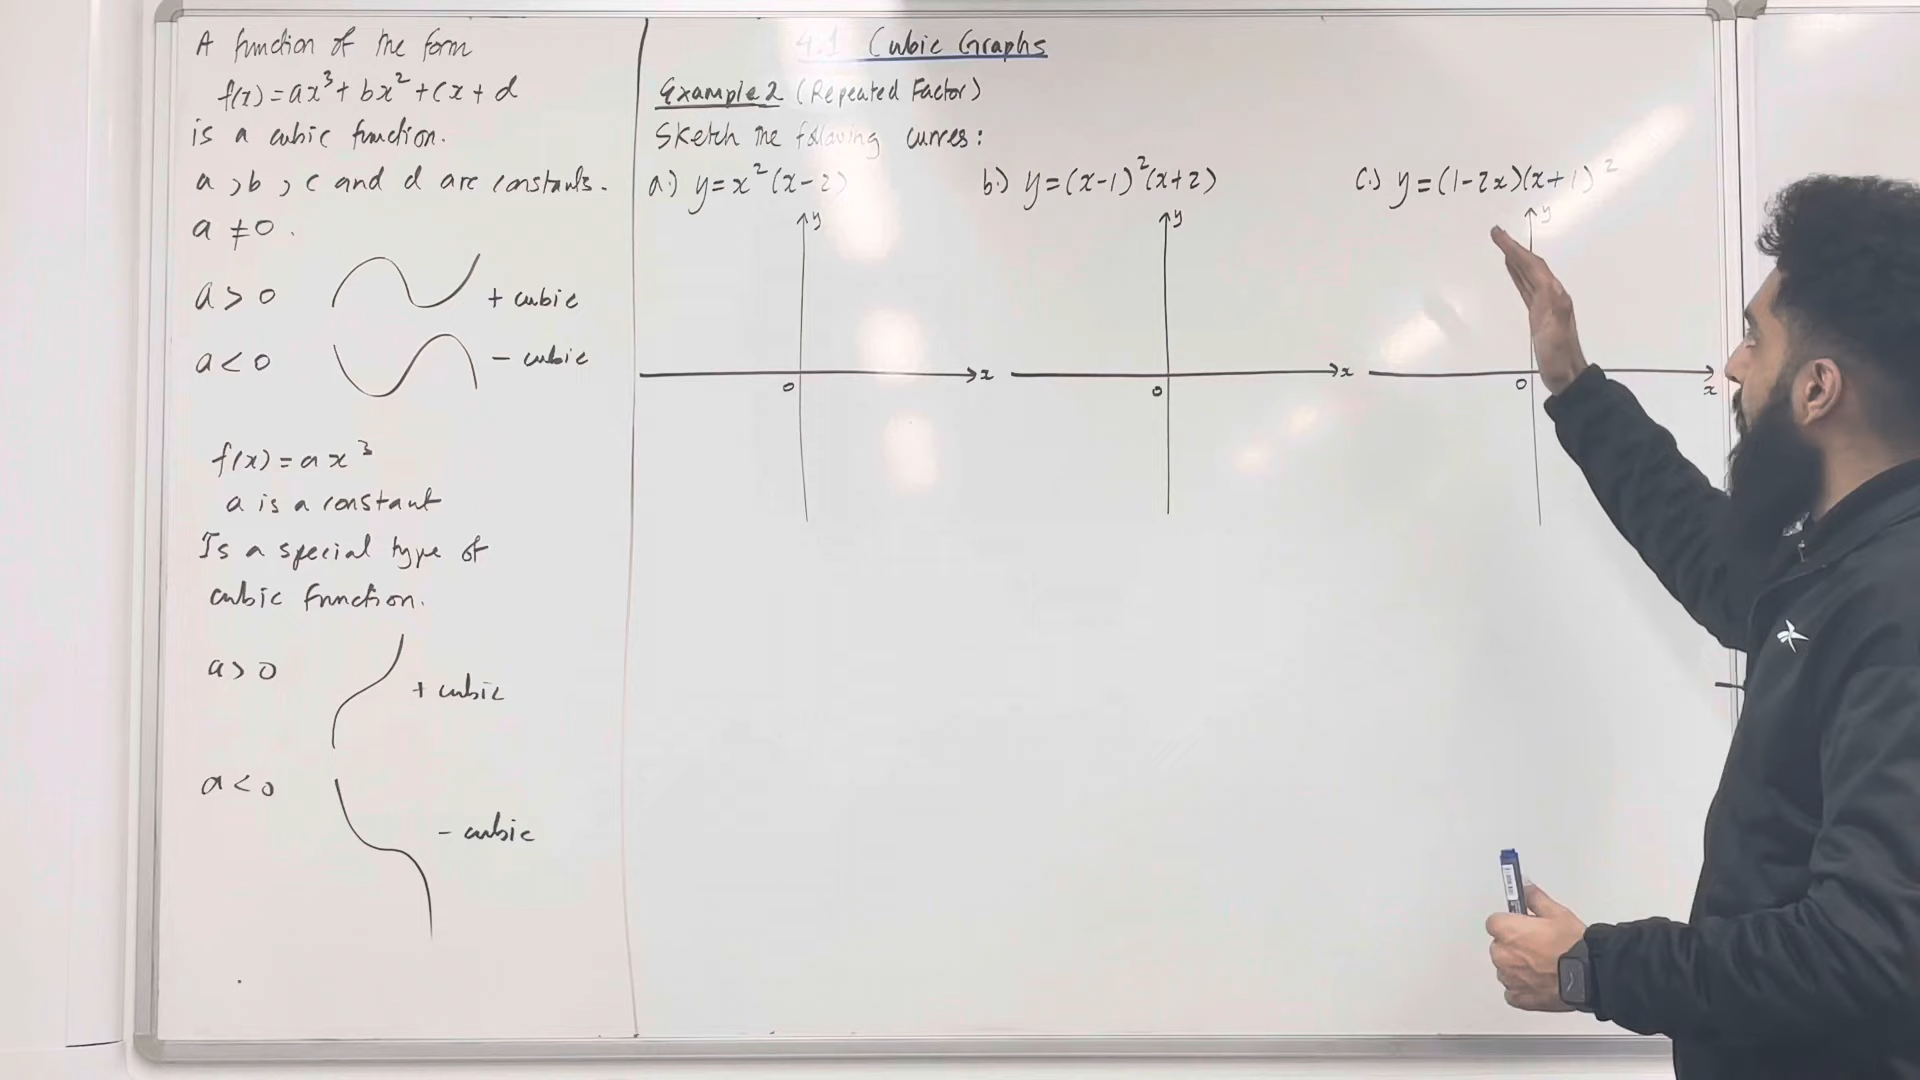 A function of the form
f(x)=ax³+bx²+cx+d
is a cubic function.
a, b, c and d are constants.
a ≠ 0.
a > 0
+ cubic
a < 0
- cubic
f(x) = ax³
a is a constant
Is a special type of
cubic function.
a > 0
+ cubic
a < 0
- cubic
4.1 Cubic Graphs
Example 2 (Repeated Factor)
Sketch the following curves:
a.) y=x²(x-2)
y
x
0
b.) y=(x-1)²(x+2)
y
x
0
c.) y=(1-2x)(x+1)²
y
x
0